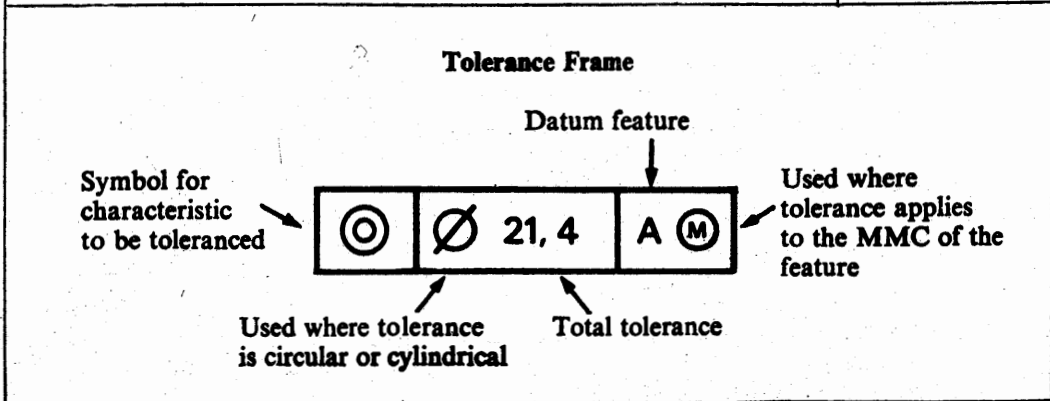 Tolerance Frame
Datum feature
Symbol for
characteristic
to be toleranced
⌀ 21, 4
A Ⓜ
Used where
tolerance applies
to the MMC of the
feature
Used where tolerance
is circular or cylindrical
Total tolerance